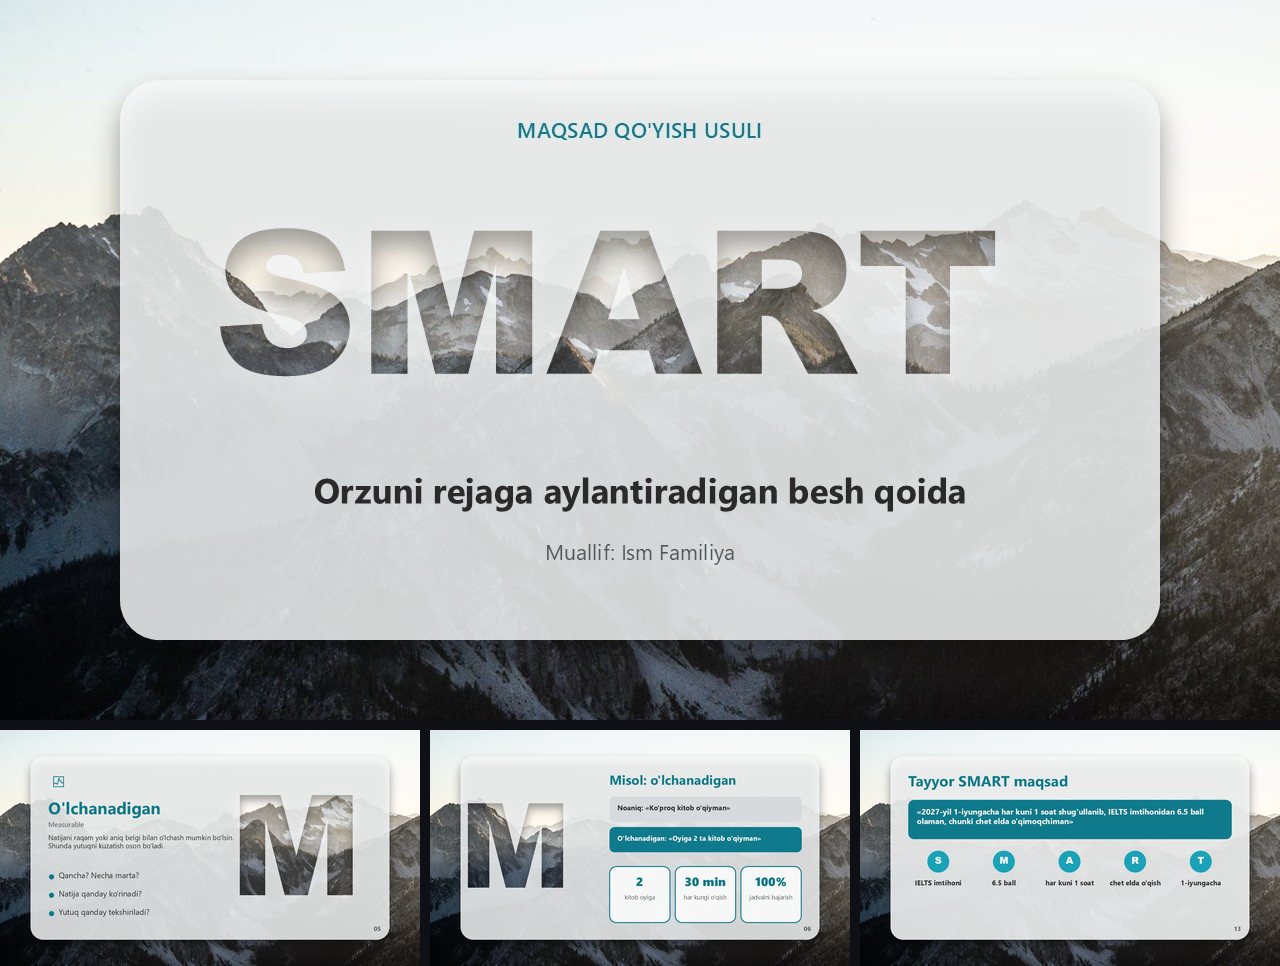 MAQSAD QO'YISH USULI
SMART
Orzuni rejaga aylantiradigan besh qoida
Muallif: Ism Familiya
O'lchanadigan
Measurable
Natijani raqam yoki aniq belgi bilan o'lchash mumkin bo'lsin.
Shunda yutuqni kuzatish oson bo'ladi.
Qancha? Necha marta?
Natija qanday ko'rinadi?
Yutuq qanday tekshiriladi?
M
05
M
Misol: o'lchanadigan
Noaniq: «Ko'proq kitob o'qiyman»
O'lchanadigan: «Oyiga 2 ta kitob o'qiyman»
2
kitob oyiga
30 min
har kungi o'qish
100%
jadvalni bajarish
06
Tayyor SMART maqsad
«2027-yil 1-iyungacha har kuni 1 soat shug'ullanib, IELTS imtihonidan 6.5 ball
olaman, chunki chet elda o'qimoqchiman»
S M A R T
IELTS imtihoni 6.5 ball har kuni 1 soat chet elda o'qish 1-iyungacha
13